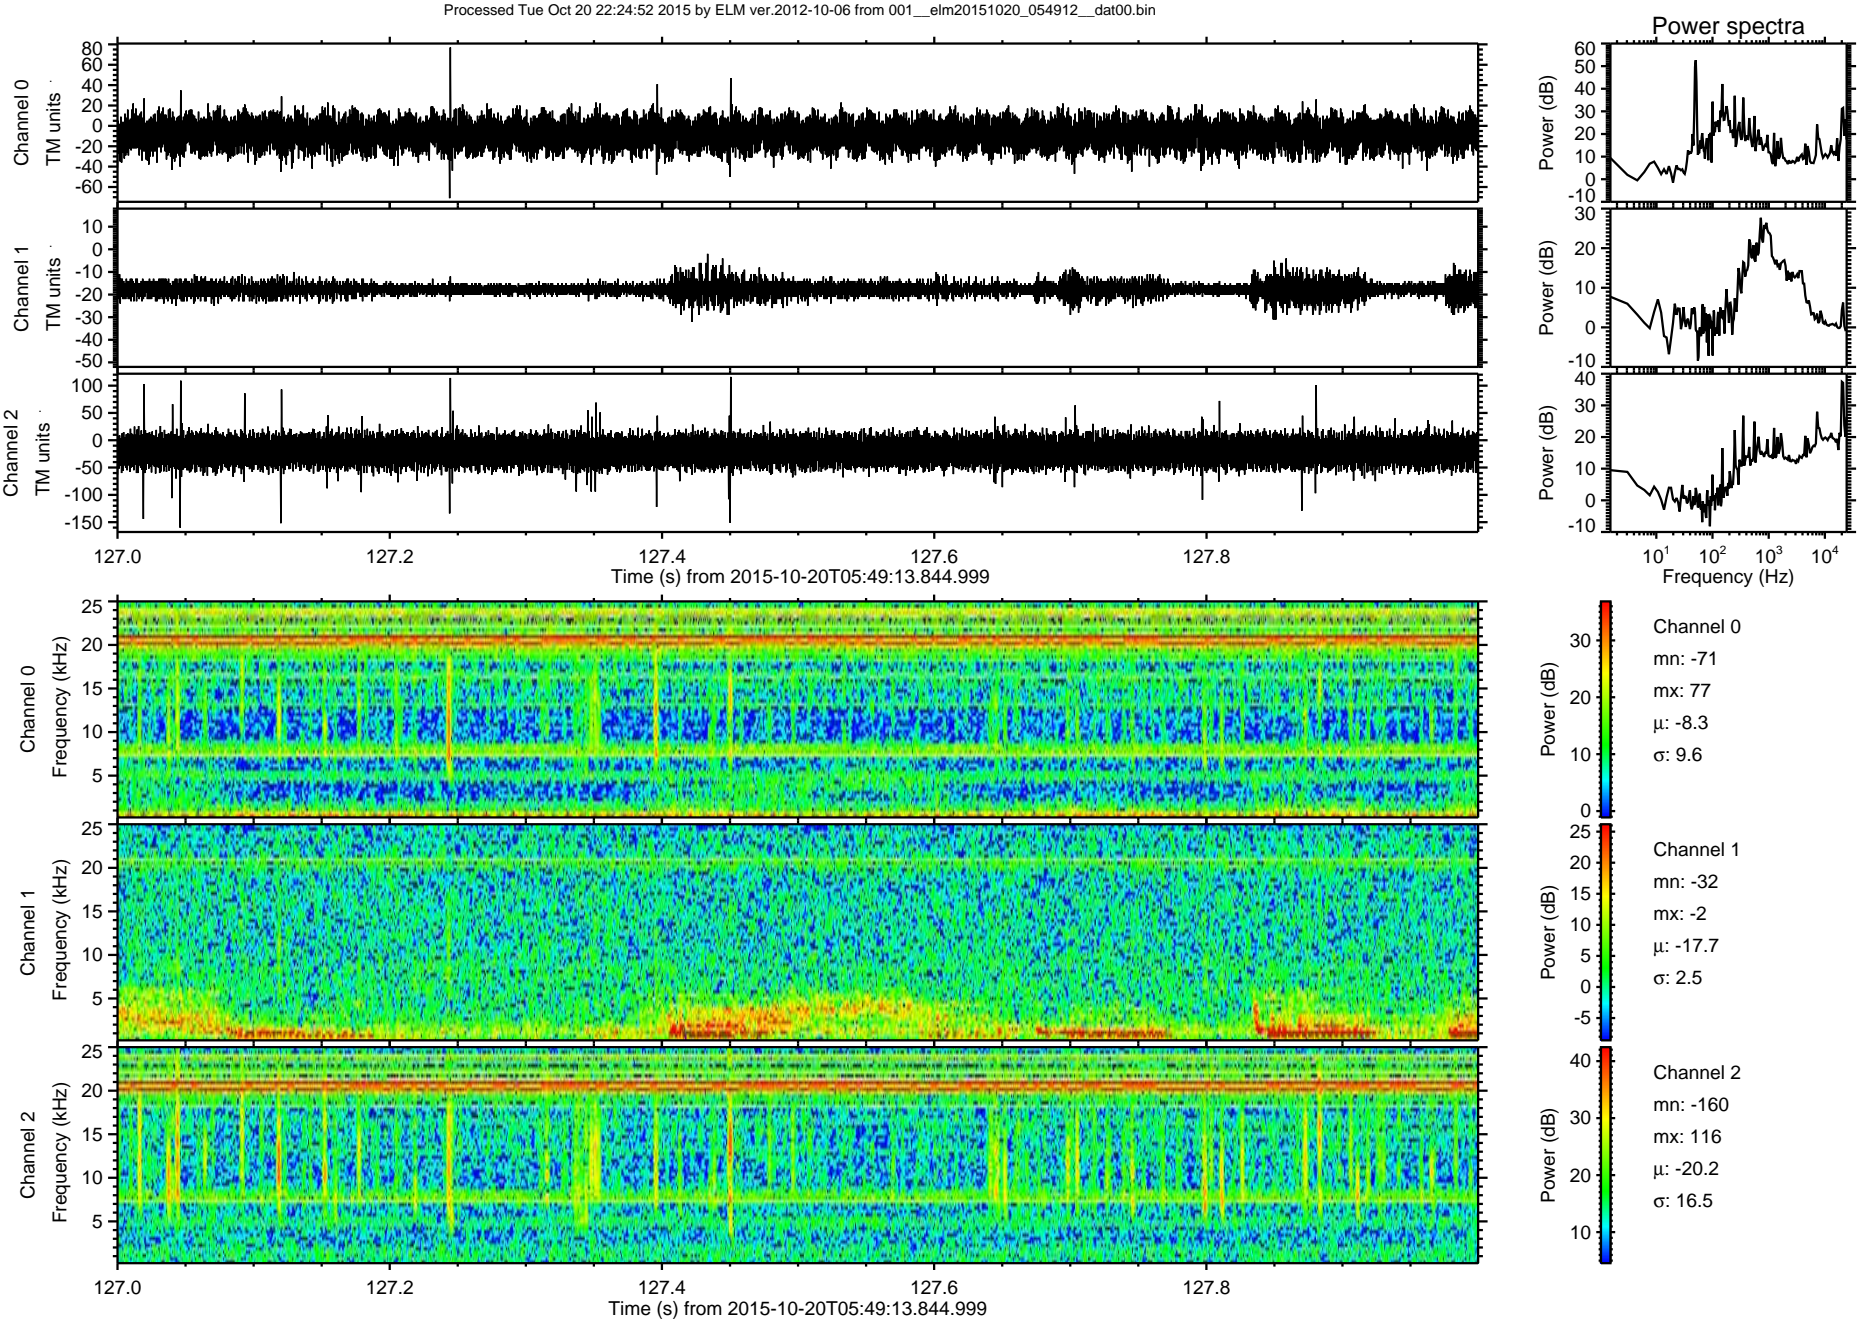 Processed Tue Oct 20 22:24:52 2015 by ELM ver.2012-10-06 from 001__elm20151020_054912__dat00.bin
Power spectra
Channel 0
TM units
80
60
40
20
0
-20
-40
-60
Power (dB)
60
50
40
30
20
10
0
-10
Channel 1
TM units
10
0
-10
-20
-30
-40
-50
Power (dB)
30
20
10
0
-10
Channel 2
TM units
100
50
0
-50
-100
-150
Power (dB)
40
30
20
10
0
-10
127.0 127.2 127.4 127.6 127.8
Time (s) from 2015-10-20T05:49:13.844.999
10¹ 10² 10³ 10⁴
Frequency (Hz)
Channel 0
Frequency (kHz)
25
20
15
10
5
Power (dB)
30
20
10
0
Channel 0
mn: -71
mx: 77
µ: -8.3
σ: 9.6
Channel 1
Frequency (kHz)
25
20
15
10
5
Power (dB)
25
20
15
10
5
0
-5
Channel 1
mn: -32
mx: -2
µ: -17.7
σ: 2.5
Channel 2
Frequency (kHz)
25
20
15
10
5
Power (dB)
40
30
20
10
Channel 2
mn: -160
mx: 116
µ: -20.2
σ: 16.5
127.0 127.2 127.4 127.6 127.8
Time (s) from 2015-10-20T05:49:13.844.999